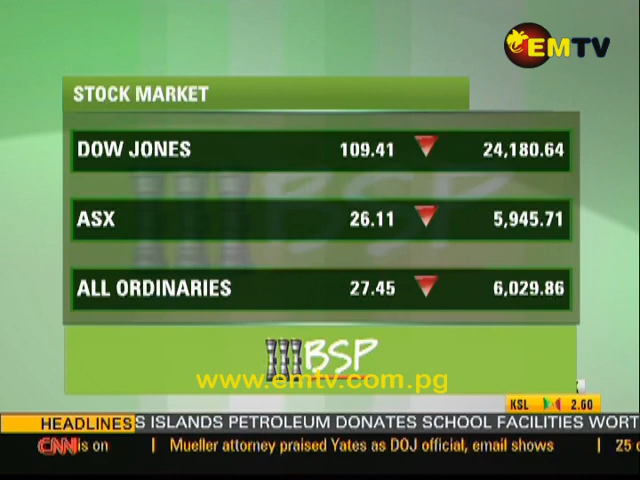 EMTV
STOCK MARKET
DOW JONES 109.41 24,180.64
ASX 26.11 5,945.71
ALL ORDINARIES 27.45 6,029.86
BSP
BSP
www.emtv.com.pg
KSL 2.60
HEADLINES S ISLANDS PETROLEUM DONATES SCHOOL FACILITIES WORT
CNN is on | Mueller attorney praised Yates as DOJ official, email shows | 25